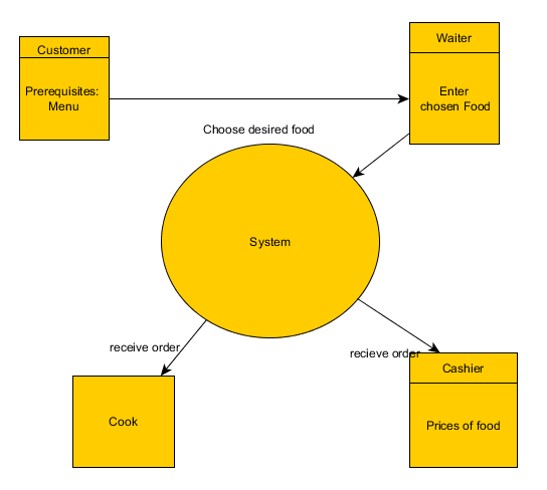 Customer
Prerequisites:
Menu
Waiter
Enter
chosen Food
Choose desired food
System
receive order
recieve order
Cook
Cashier
Prices of food